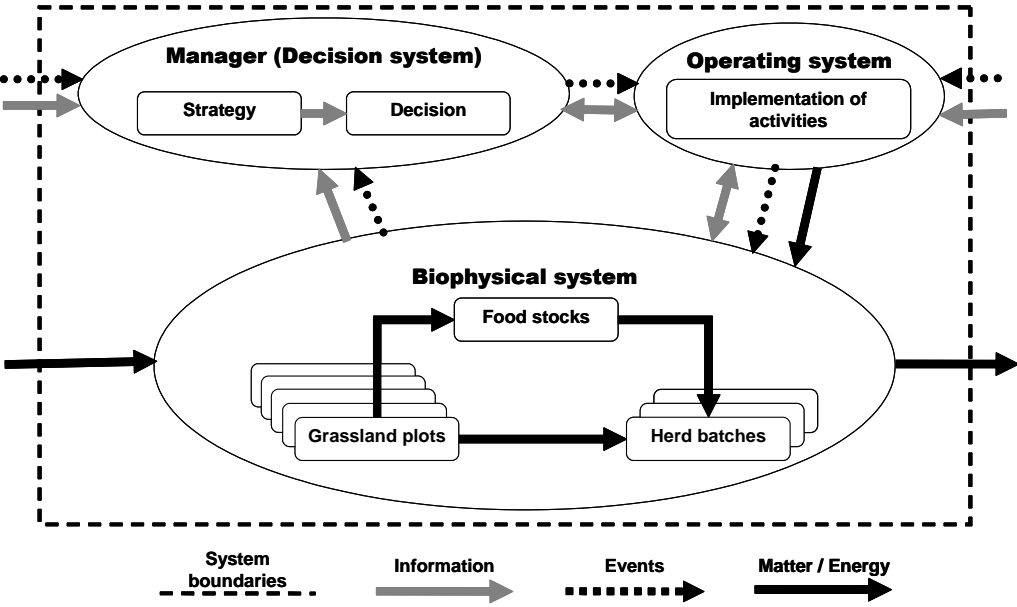 Manager (Decision system)
Strategy
Decision
Operating system
Implementation of
activities
Biophysical system
Food stocks
Grassland plots
Herd batches
System
boundaries
Information
Events
Matter / Energy